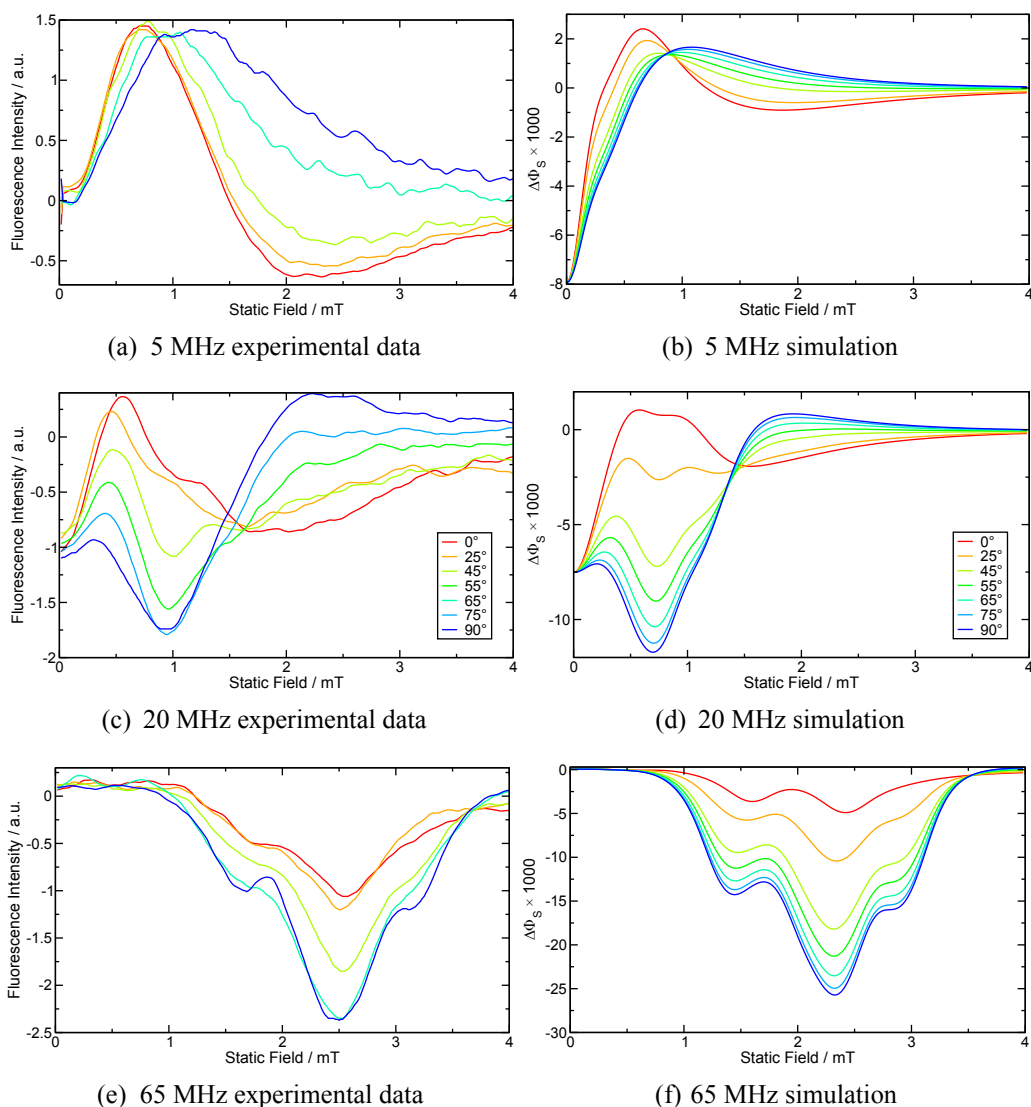 1.5
1
0.5
0
-0.5
Fluorescence Intensity / a.u.
0 1 2 3 4
Static Field / mT
(a) 5 MHz experimental data
2
0
-2
-4
-6
-8
ΔΦS × 1000
0 1 2 3 4
Static Field / mT
(b) 5 MHz simulation
0
-0.5
-1
-1.5
-2
Fluorescence Intensity / a.u.
0°
25°
45°
55°
65°
75°
90°
0 1 2 3 4
Static Field / mT
(c) 20 MHz experimental data
0
-5
-10
ΔΦS × 1000
0°
25°
45°
55°
65°
75°
90°
0 1 2 3 4
Static Field / mT
(d) 20 MHz simulation
0
-0.5
-1
-1.5
-2
-2.5
Fluorescence Intensity / a.u.
0 1 2 3 4
Static Field / mT
(e) 65 MHz experimental data
0
-5
-10
-15
-20
-25
-30
ΔΦS × 1000
0 1 2 3 4
Static Field / mT
(f) 65 MHz simulation